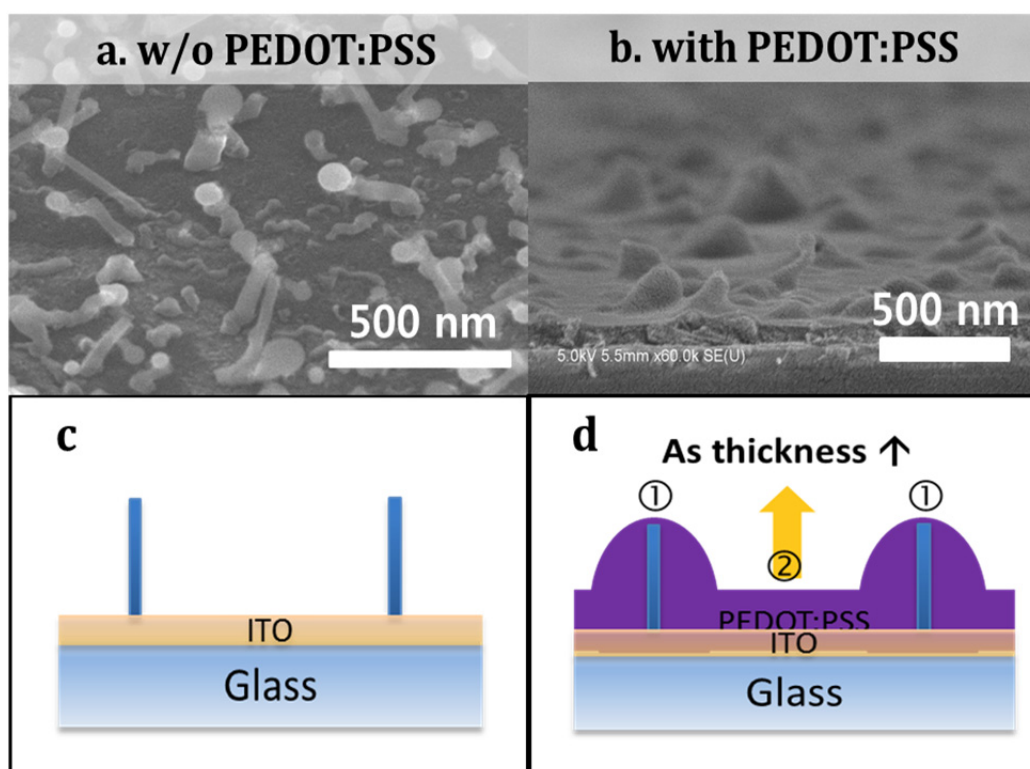 a. w/o PEDOT:PSS
b. with PEDOT:PSS
500 nm
500 nm
5.0kV 5.5mm x60.0k SE(U)
c
ITO
Glass
d
As thickness ↑
① ①
②
PEDOT:PSS
ITO
Glass